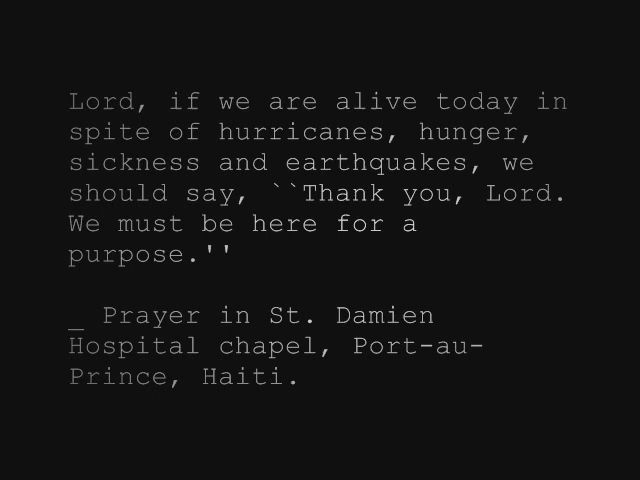 Lord, if we are alive today in
spite of hurricanes, hunger,
sickness and earthquakes, we
should say, ``Thank you, Lord.
We must be here for a
purpose.''
_ Prayer in St. Damien
Hospital chapel, Port-au-
Prince, Haiti.